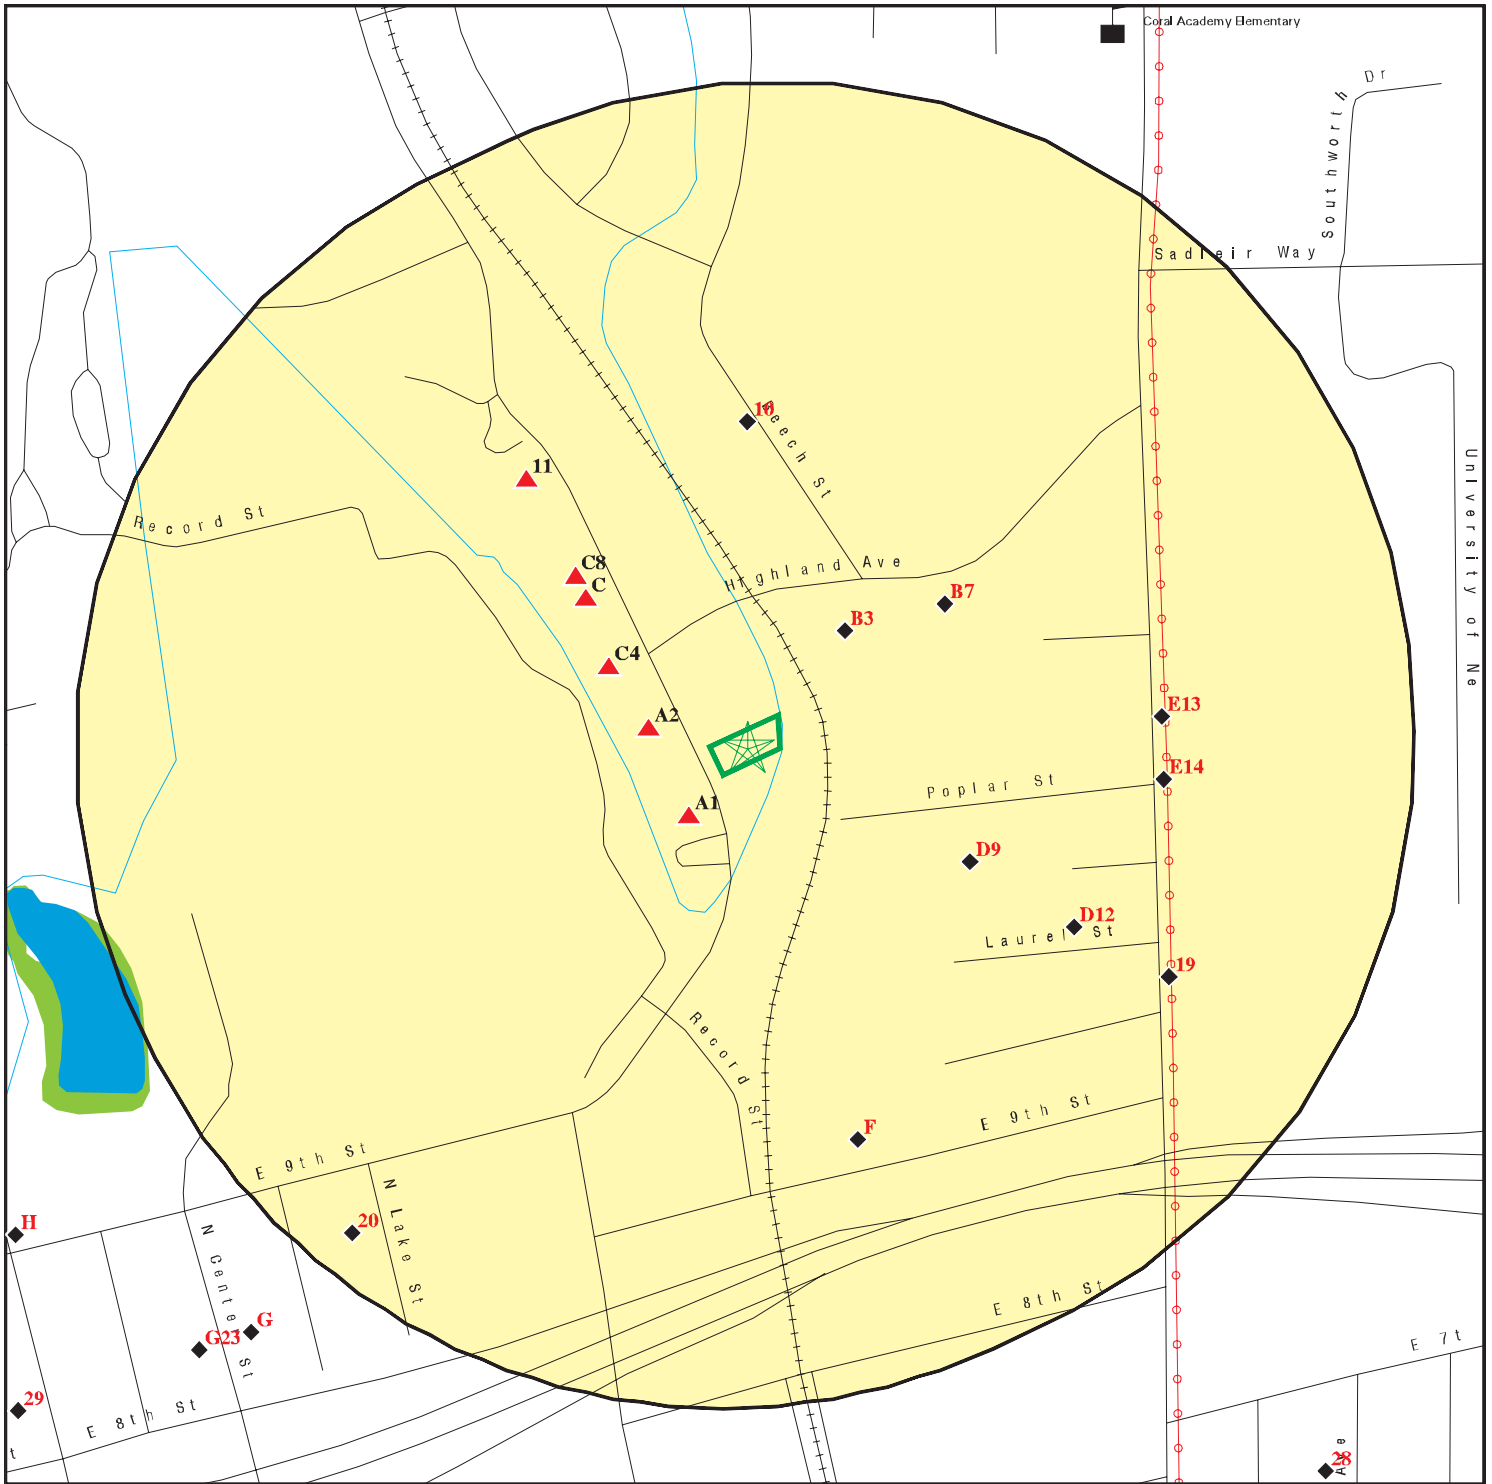 Coral Academy Elementary
Southworth Dr
Sadleir Way
10
Beech St
11
University of Ne
Record St
C8
C
Highland Ave
B7
B3
C4
A2
E13
E14
Poplar St
A1
D9
D12
Laurel St
19
Record St
F
E 9th St
E 9th St
N Lake St
20
H
N Center St
G
G23
E 8th St
E 7t
29
E 8th St
t
28
Ave